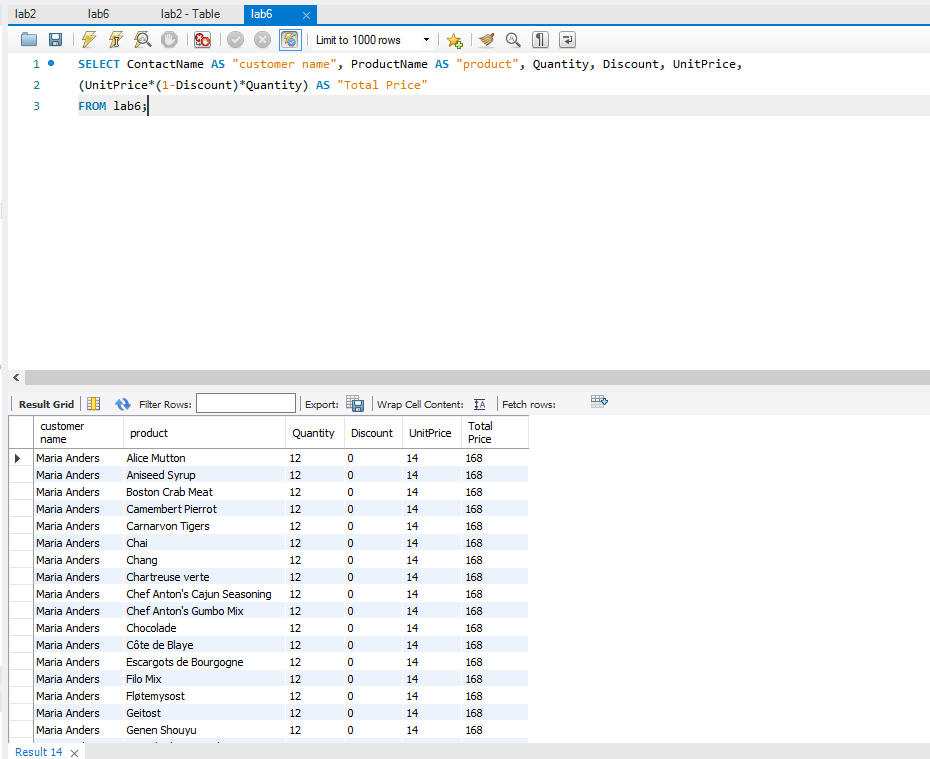 lab2 lab6 lab2 - Table lab6
Limit to 1000 rows
1 SELECT ContactName AS "customer name", ProductName AS "product", Quantity, Discount, UnitPrice,
2 (UnitPrice*(1-Discount)*Quantity) AS "Total Price"
3 FROM lab6;
Result Grid Filter Rows: Export: Wrap Cell Content: Fetch rows:
customer name product Quantity Discount UnitPrice Total Price
Maria Anders Alice Mutton 12 0 14 168
Maria Anders Aniseed Syrup 12 0 14 168
Maria Anders Boston Crab Meat 12 0 14 168
Maria Anders Camembert Pierrot 12 0 14 168
Maria Anders Carnarvon Tigers 12 0 14 168
Maria Anders Chai 12 0 14 168
Maria Anders Chang 12 0 14 168
Maria Anders Chartreuse verte 12 0 14 168
Maria Anders Chef Anton's Cajun Seasoning 12 0 14 168
Maria Anders Chef Anton's Gumbo Mix 12 0 14 168
Maria Anders Chocolade 12 0 14 168
Maria Anders Côte de Blaye 12 0 14 168
Maria Anders Escargots de Bourgogne 12 0 14 168
Maria Anders Filo Mix 12 0 14 168
Maria Anders Fløtemysost 12 0 14 168
Maria Anders Geitost 12 0 14 168
Maria Anders Genen Shouyu 12 0 14 168
Result 14